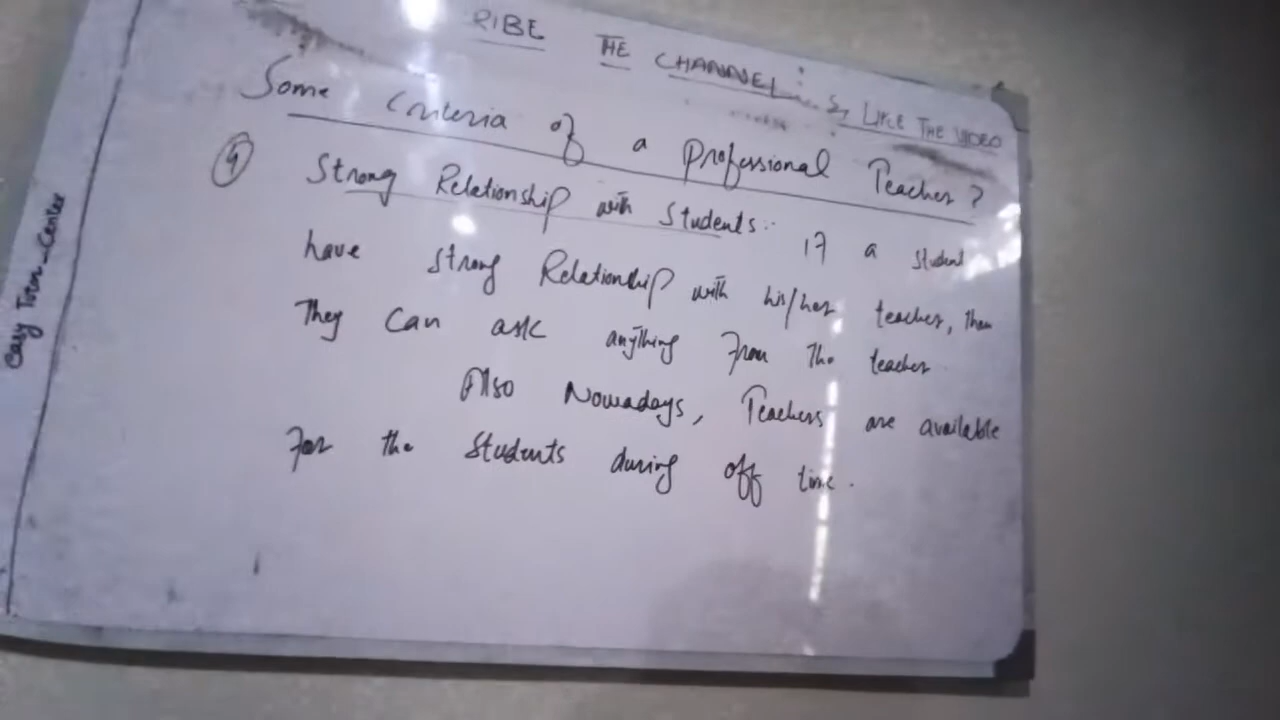 RIBE THE CHANNEL & LIKE THE VIDEO
Some Criteria of a professional Teacher?
4 Strong Relationship with Students:- if a student
have strong Relationship with his/her teacher, then
They can ask anything from the teacher
Also Nowadays, Teachers are available
for the students during off time.
Easy Tutor_Center